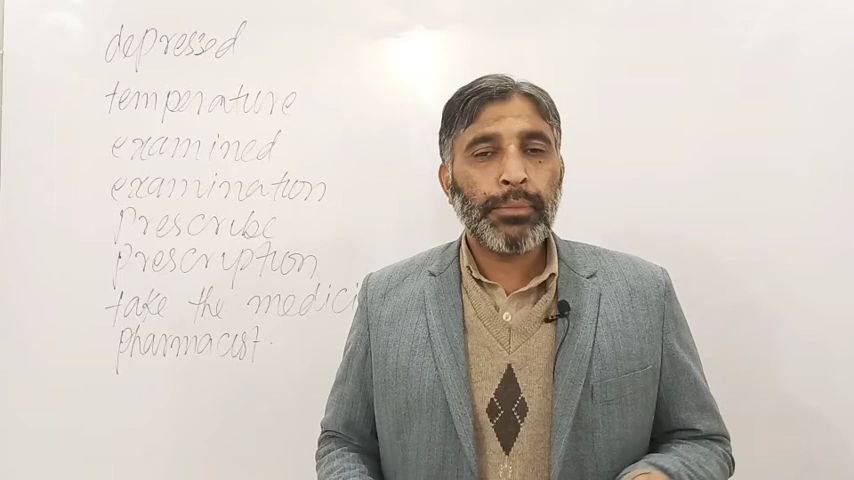 depressed
temperature
examined
examination
prescribe
prescription
take the medici
pharmacist.